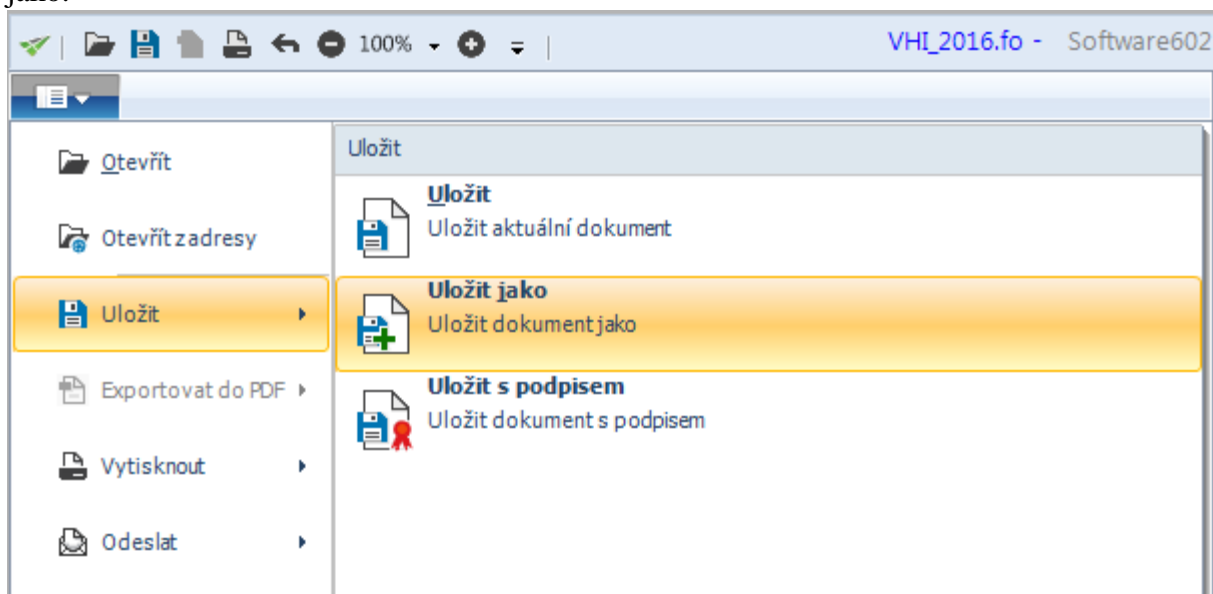 jako:
100%
VHI_2016.fo - Software602
Otevřít
Otevřít z adresy
Uložit
Exportovat do PDF
Vytisknout
Odeslat
Uložit
Uložit
Uložit aktuální dokument
Uložit jako
Uložit dokument jako
Uložit s podpisem
Uložit dokument s podpisem